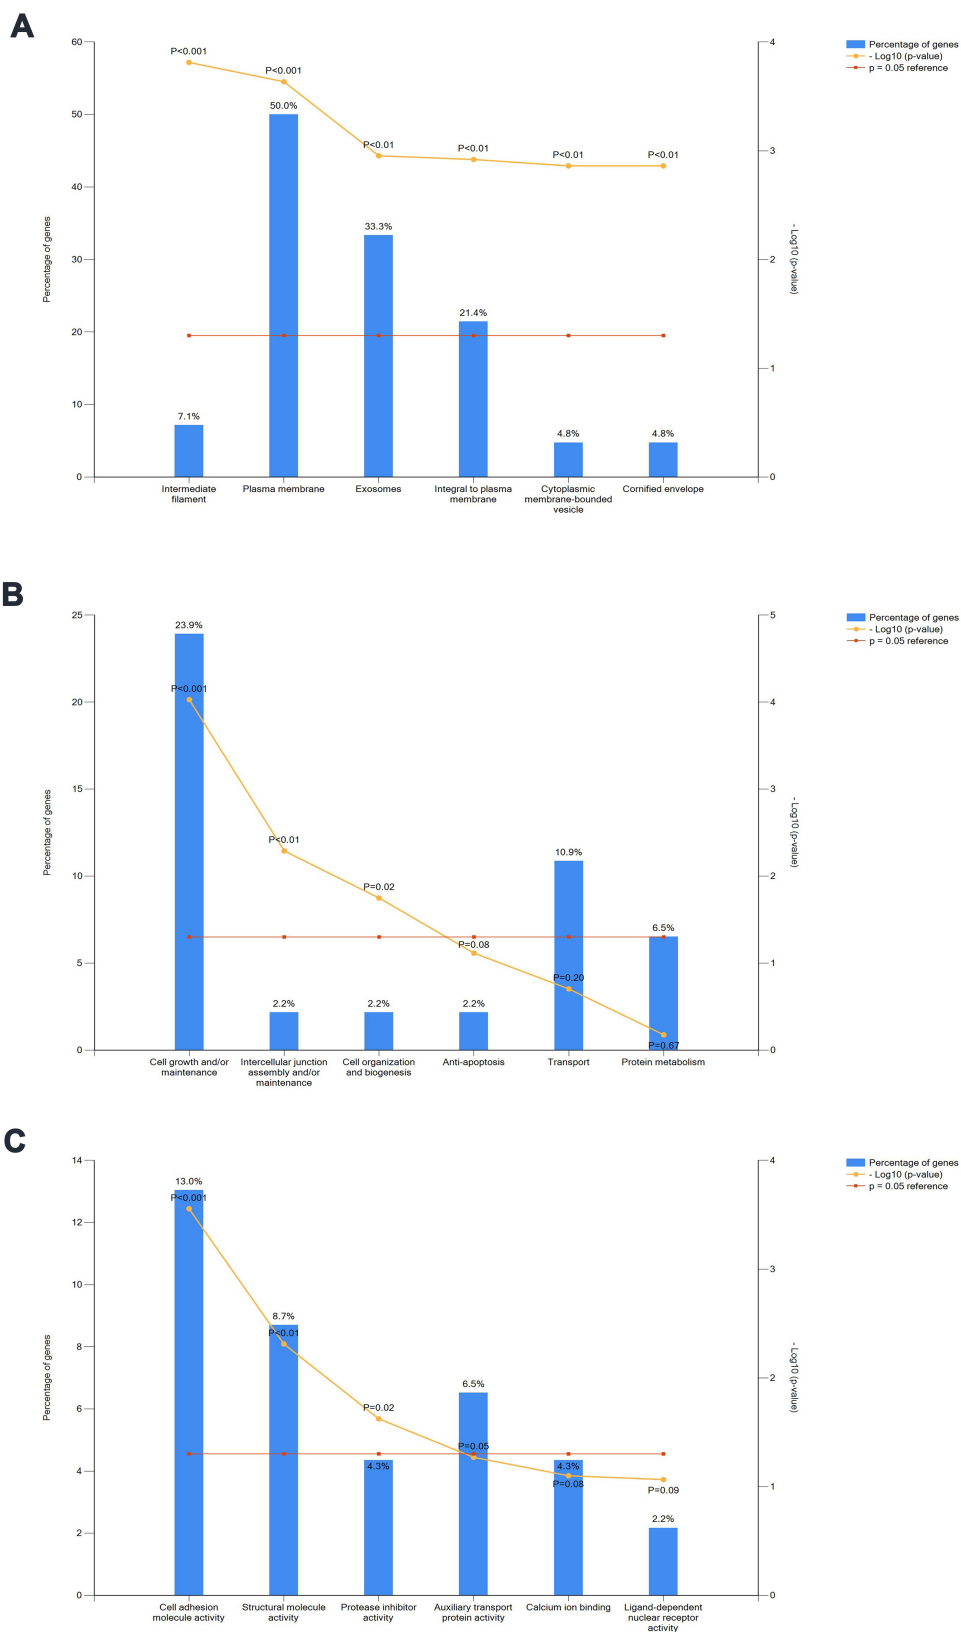 A
60
50
40
30
20
10
0
4
3
2
1
0
Percentage of genes
- Log10 (p-value)
Percentage of genes
- Log10 (p-value)
p = 0.05 reference
P<0.001
P<0.001
P<0.01
P<0.01
P<0.01
P<0.01
7.1%
50.0%
33.3%
21.4%
4.8%
4.8%
Intermediate
filament
Plasma membrane
Exosomes
Integral to plasma
membrane
Cytoplasmic
membrane-bounded
vesicle
Cornified envelope
B
25
20
15
10
5
0
5
4
3
2
1
0
Percentage of genes
- Log10 (p-value)
Percentage of genes
- Log10 (p-value)
p = 0.05 reference
23.9%
P<0.001
P<0.01
P=0.02
P=0.08
P=0.20
P=0.67
2.2%
2.2%
2.2%
10.9%
6.5%
Cell growth and/or
maintenance
Intercellular junction
assembly and/or
maintenance
Cell organization
and biogenesis
Anti-apoptosis
Transport
Protein metabolism
C
14
12
10
8
6
4
2
0
4
3
2
1
0
Percentage of genes
- Log10 (p-value)
Percentage of genes
- Log10 (p-value)
p = 0.05 reference
13.0%
P<0.001
8.7%
P<0.01
P=0.02
4.3%
6.5%
P=0.05
4.3%
P=0.08
P=0.09
2.2%
Cell adhesion
molecule activity
Structural molecule
activity
Protease inhibitor
activity
Auxiliary transport
protein activity
Calcium ion binding
Ligand-dependent
nuclear receptor
activity